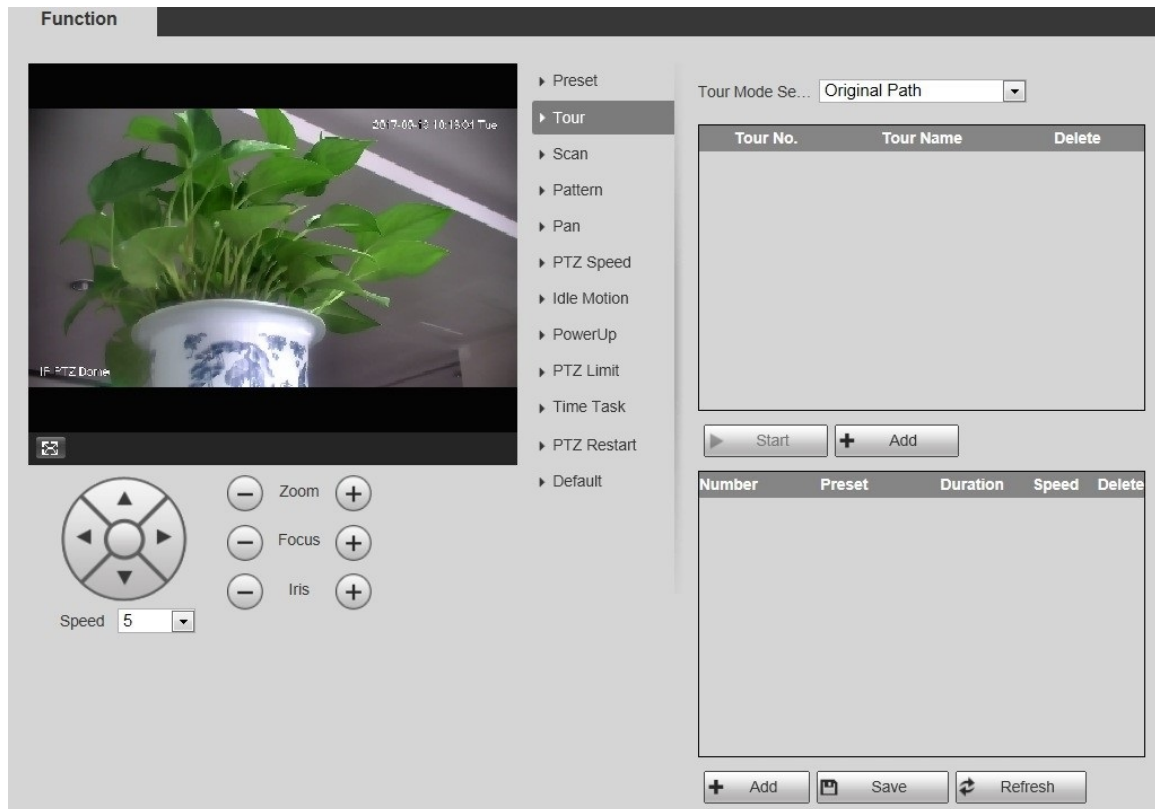 Function
Tour
Preset
Tour
Scan
Pattern
Pan
PTZ Speed
Idle Motion
PowerUp
PTZ Limit
Time Task
PTZ Restart
Default
Zoom
Focus
Iris
Speed 5
Tour Mode Se... Original Path
Tour No. Tour Name Delete
Start Add
Number Preset Duration Speed Delete
Add Save Refresh